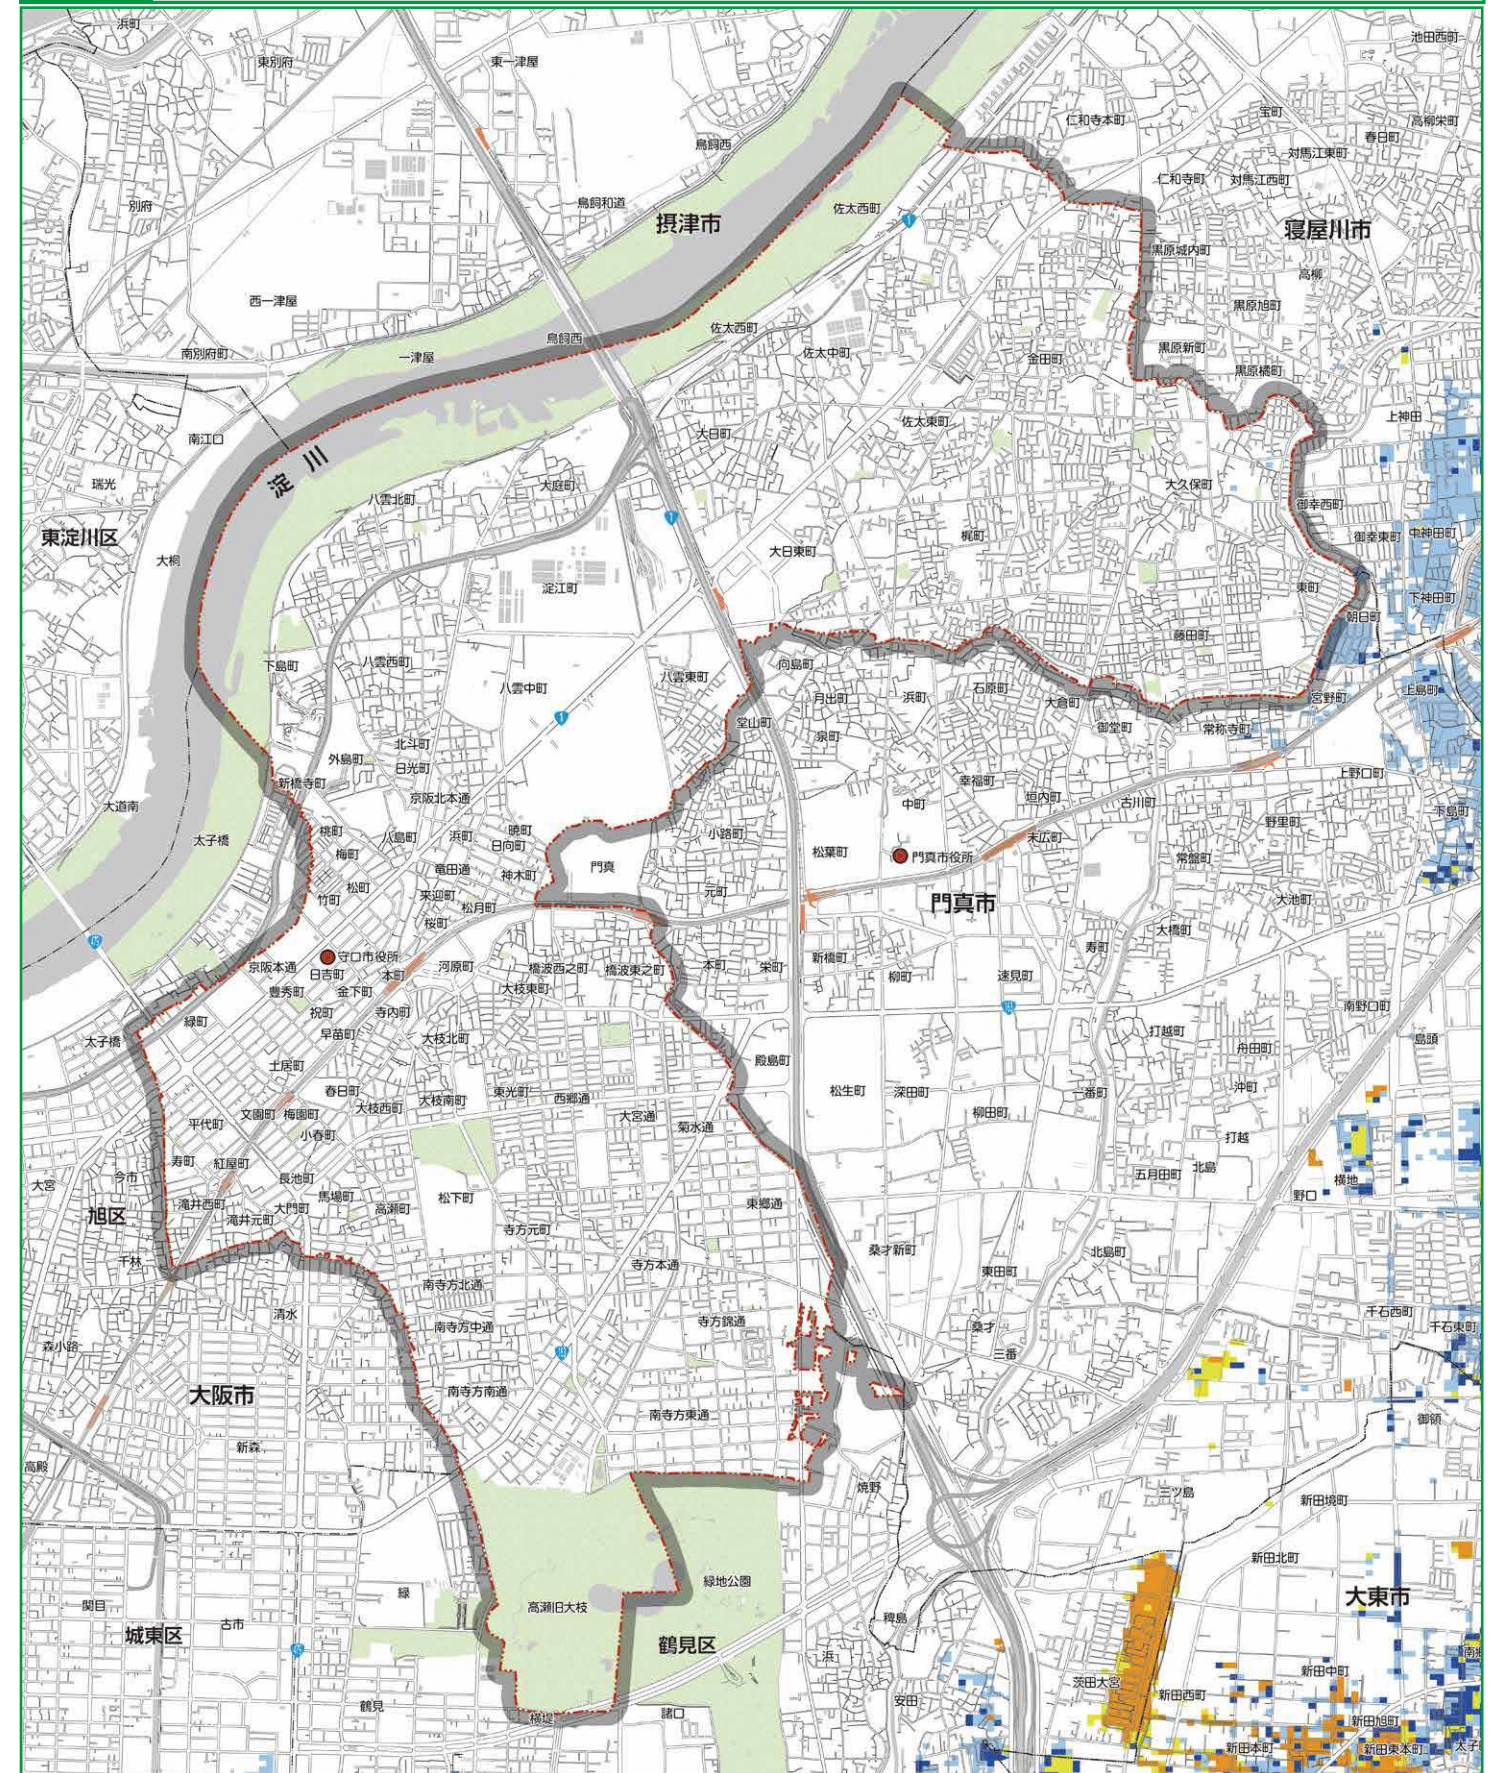 浜町
池田西町
東別府
東一津屋
宝町
高柳栄町
仁和寺本町
春日町
鳥飼西
対馬江東町
仁和寺町
対馬江西町
別府
鳥飼和道
佐太西町
摂津市
1
寝屋川市
黒原城内町
高柳
西一津屋
黒原旭町
佐太西町
鳥飼西
黒原新町
南別府町
一津屋
佐太中町
金田町
黒原橘町
上神田
佐太東町
大日町
南江口
淀川
瑞光
大庭町
大久保町
八雲北町
御幸西町
1
東淀川区
梶町
御幸東町
中神田町
大日東町
大桐
淀江町
東町
下神田町
朝日町
藤田町
下島町
八雲西町
向島町
八雲東町
八雲中町
石原町
上島町
月出町
浜町
大倉町
宮野町
1
堂山町
御堂町
常称寺町
泉町
北斗町
外島町
日光町
上野口町
新橋寺町
幸福町
京阪北本通
中町
垣内町
古川町
大道南
下島町
野里町
桃町
八島町
浜町
暁町
小路町
太子橋
日向町
末広町
梅町
松葉町
門真市役所
常盤町
竜田通
門真
神木町
松町
元町
竹町
来迎町
大池町
松月町
門真市
桜町
大橋町
寿町
守口市役所
新橋町
京阪本通
河原町
橋波西之町
橋波東之町
本町
栄町
日吉町
本町
柳町
速見町
豊秀町
金下町
大枝東町
南野口町
祝町
寺内町
緑町
早苗町
打越町
太子橋
大枝北町
島頭
舟田町
殿島町
土居町
沖町
春日町
東光町
松生町
深田町
一番町
西郷通
大枝南町
大枝西町
文園町
梅園町
大宮通
柳田町
平代町
菊水通
小春町
打越
寿町
紅屋町
北島
今市
五月田町
長池町
横地
大宮
馬場町
野口
松下町
滝井西町
大門町
高瀬町
東郷通
旭区
滝井元町
寺方元町
桑才新町
北島町
千林
寺方本通
東田町
南寺方北通
清水
千石西町
寺方錦通
南寺方中通
桑才
千石東町
森小路
三番
163
南寺方南通
大阪市
南寺方東通
御領
新森
高殿
焼野
三ツ島
新田境町
新田北町
緑地公園
緑
大東市
関目
高瀬旧大枝
稗島
古市
城東区
鶴見区
浜
新田中町
茨田大宮
安田
新田西町
鶴見
諸口
横堤
新田旭町
新田本町
新田東本町